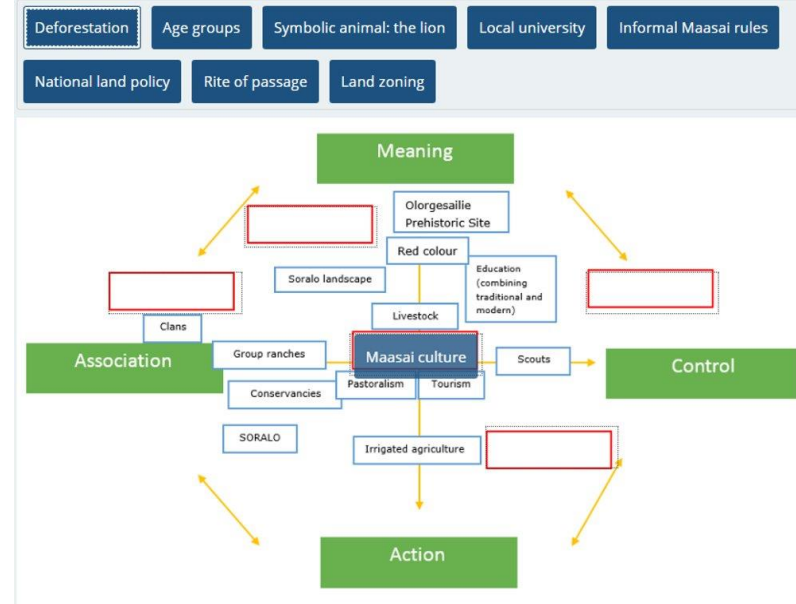 Deforestation
Age groups
Symbolic animal: the lion
Local university
Informal Maasai rules
National land policy
Rite of passage
Land zoning
Meaning
Olorgesailie
Prehistoric Site
Red colour
Soralo landscape
Education
(combining
traditional and
modern)
Livestock
Clans
Association
Group ranches
Maasai culture
Scouts
Control
Conservancies
Pastoralism
Tourism
SORALO
Irrigated agriculture
Action